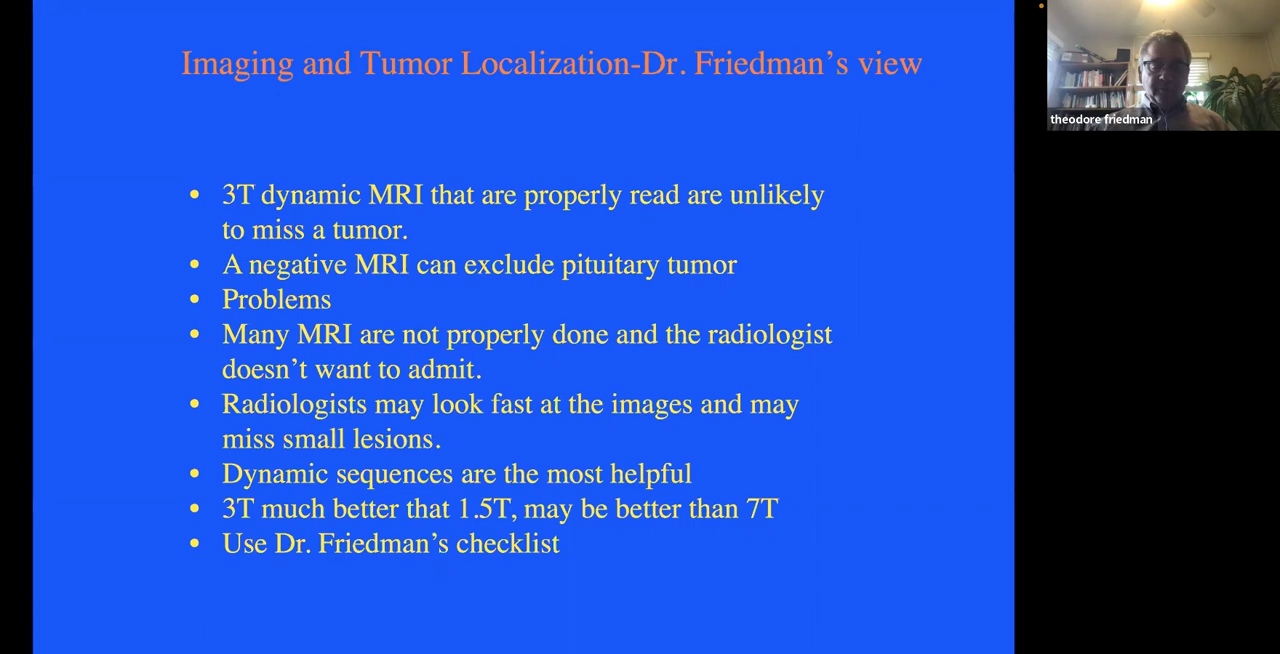 Imaging and Tumor Localization-Dr. Friedman’s view
• 3T dynamic MRI that are properly read are unlikely
to miss a tumor.
• A negative MRI can exclude pituitary tumor
• Problems
• Many MRI are not properly done and the radiologist
doesn’t want to admit.
• Radiologists may look fast at the images and may
miss small lesions.
• Dynamic sequences are the most helpful
• 3T much better that 1.5T, may be better than 7T
• Use Dr. Friedman’s checklist
theodore friedman